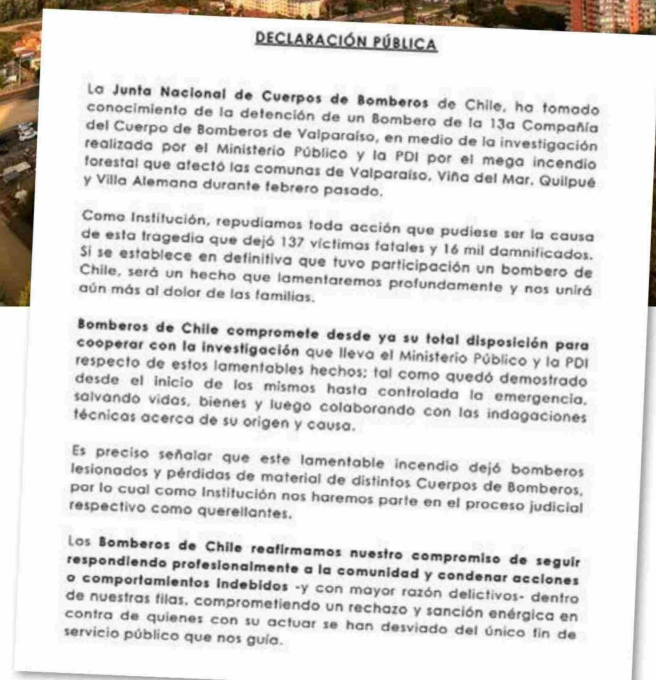 DECLARACIÓN PÚBLICA
La Junta Nacional de Cuerpos de Bomberos de Chile, ha tomado
conocimiento de la detención de un Bombero de la 13a Compañía
del Cuerpo de Bomberos de Valparaíso, en medio de la investigación
realizada por el Ministerio Público y la PDI por el mega incendio
forestal que afectó las comunas de Valparaíso, Viña del Mar, Quilpué
y Villa Alemana durante febrero pasado.
Como Institución, repudiamos toda acción que pudiese ser la causa
de esta tragedia que dejó 137 víctimas fatales y 16 mil damnificados.
Si se establece en definitiva que tuvo participación un bombero de
Chile, será un hecho que lamentaremos profundamente y nos unirá
aún más al dolor de las familias.
Bomberos de Chile compromete desde ya su total disposición para
cooperar con la investigación que lleva el Ministerio Público y la PDI
respecto de estos lamentables hechos; tal como quedó demostrado
desde el inicio de los mismos hasta controlada la emergencia,
salvando vidas, bienes y luego colaborando con las indagaciones
técnicas acerca de su origen y causa.
Es preciso señalar que este lamentable incendio dejó bomberos
lesionados y pérdidas de material de distintos Cuerpos de Bomberos,
por lo cual como Institución nos haremos parte en el proceso judicial
respectivo como querellantes.
Los Bomberos de Chile reafirmamos nuestro compromiso de seguir
respondiendo profesionalmente a la comunidad y condenar acciones
o comportamientos indebidos -y con mayor razón delictivos- dentro
de nuestras filas, comprometiendo un rechazo y sanción enérgica en
contra de quienes con su actuar se han desviado del único fin de
servicio público que nos guía.